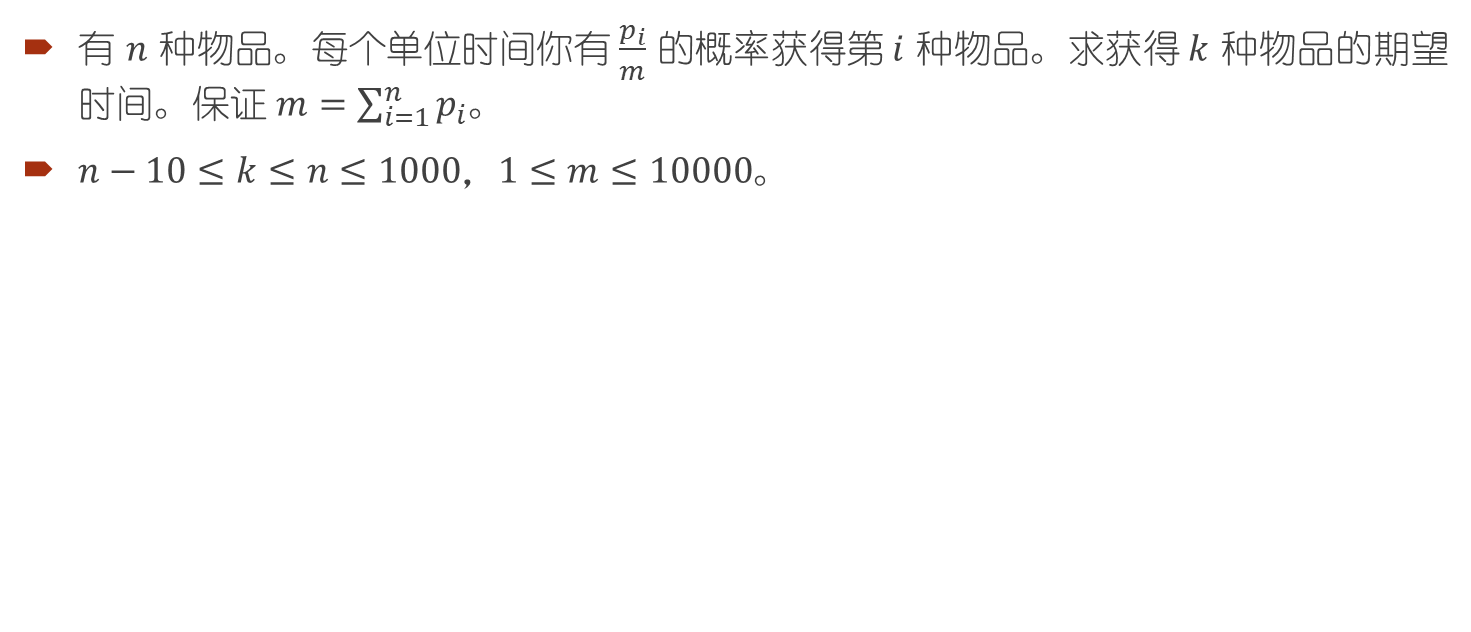 有 n 种物品。每个单位时间你有 \frac{p_i}{m} 的概率获得第 i 种物品。求获得 k 种物品的期望
时间。保证 m = \sum_{i=1}^{n} p_i。
n − 10 ≤ k ≤ n ≤ 1000，1 ≤ m ≤ 10000。